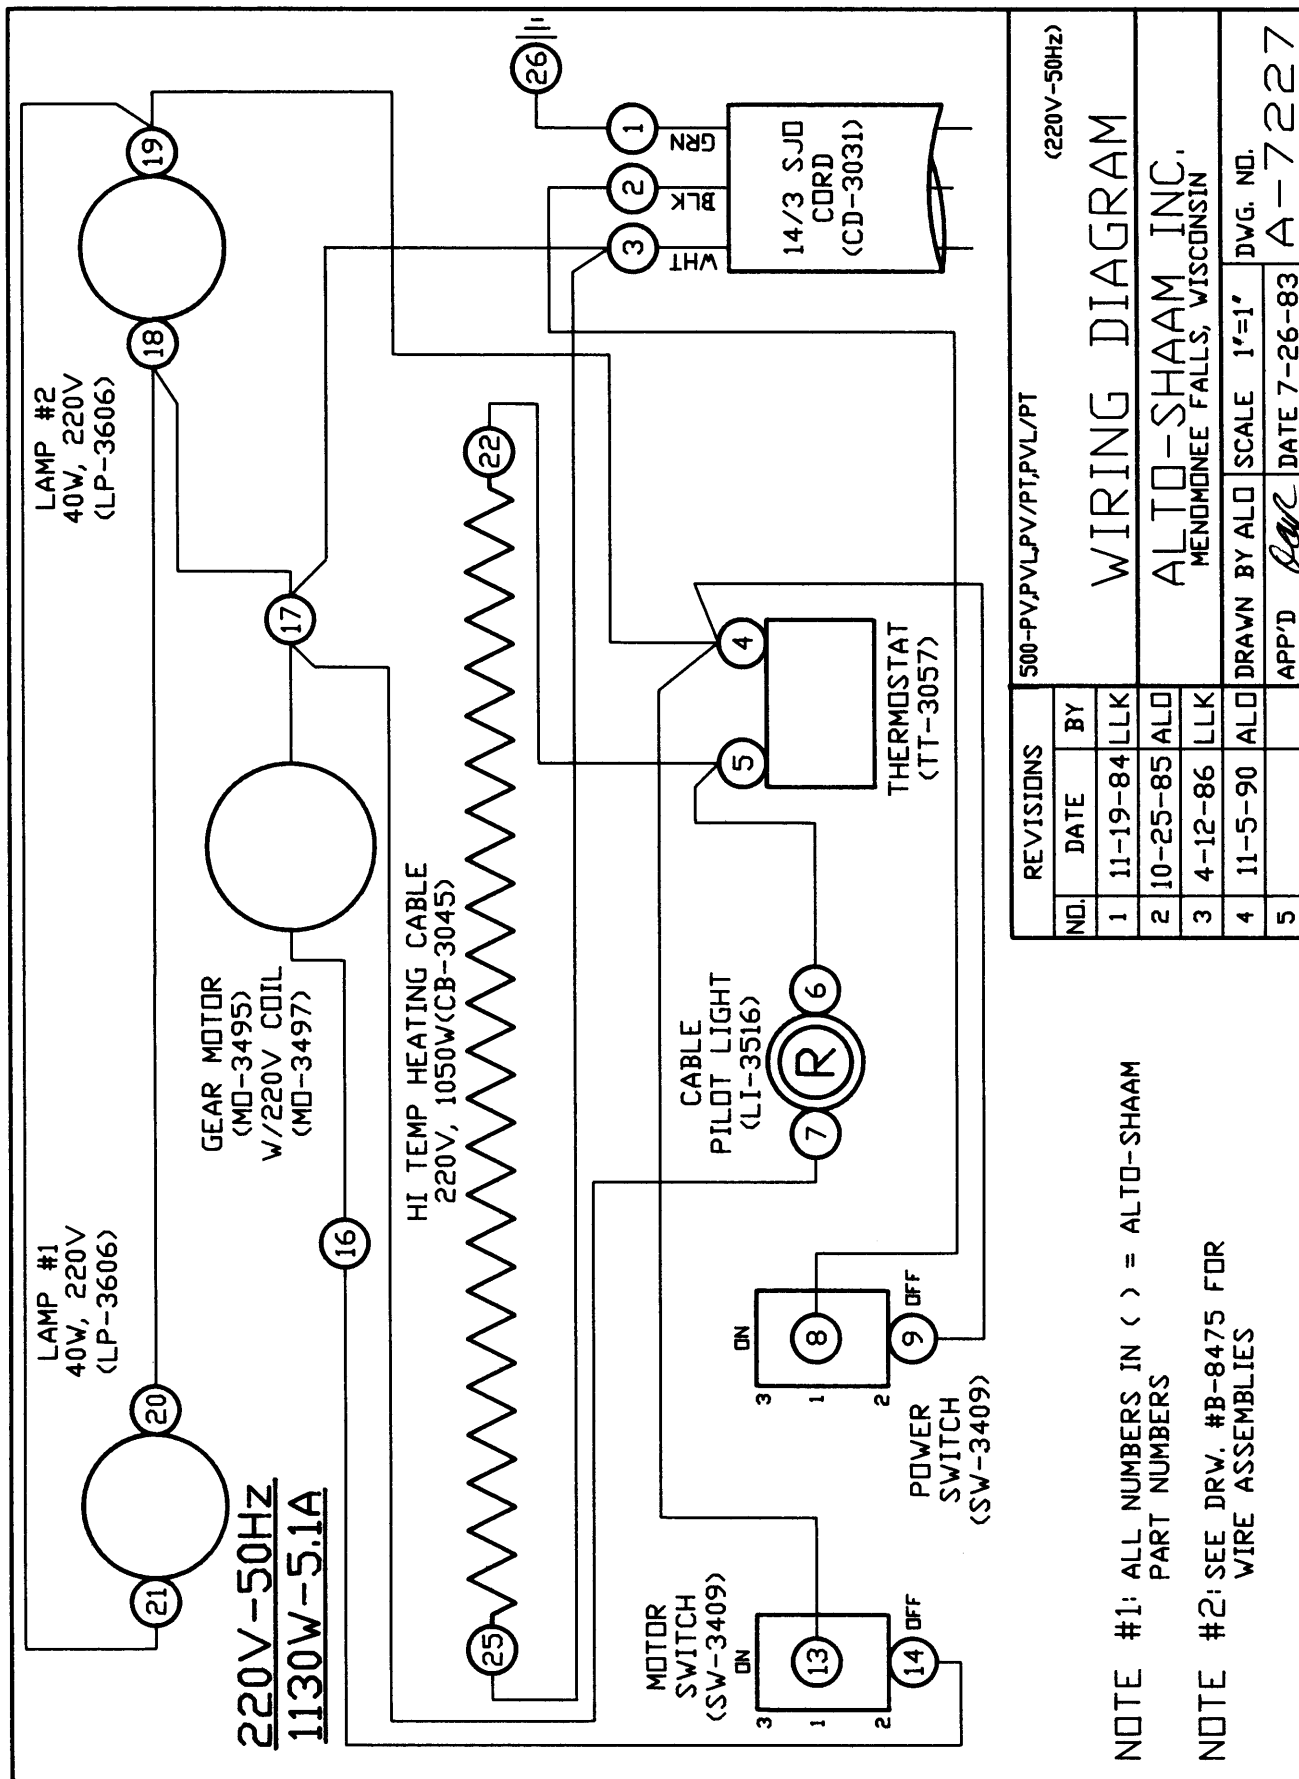 LAMP #1
40W, 220V
(LP-3606)
LAMP #2
40W, 220V
(LP-3606)
21
20
18
19
220V-50HZ
1130W-5.1A
GEAR MOTOR
(MO-3495)
W/220V COIL
(MO-3497)
16
17
HI TEMP HEATING CABLE
220V, 1050W(CB-3045)
25
22
26
1
GRN
2
BLK
3
WHT
14/3 SJO
CORD
(CD-3031)
MOTOR
SWITCH
(SW-3409)
ON
3
1
2
13
14
OFF
ON
3
1
2
8
9
OFF
POWER
SWITCH
(SW-3409)
CABLE
PILOT LIGHT
(LI-3516)
7
R
6
5
4
THERMOSTAT
(TT-3057)
NOTE #1: ALL NUMBERS IN ( ) = ALTO-SHAM
PART NUMBERS
NOTE #2: SEE DRW. #B-8475 FOR
WIRE ASSEMBLIES
REVISIONS
NO. DATE BY
1 11-19-84 LLK
2 10-25-85 ALO
3 4-12-86 LLK
4 11-5-90 ALO
5
500-PV,PVL,PV/PT,PVL/PT
(220V-50Hz)
WIRING DIAGRAM
ALTO-SHAAM INC.
MENOMONEE FALLS, WISCONSIN
DRAWN BY ALO SCALE 1"=1" DWG. NO.
APP'D DATE 7-26-83 A-7227